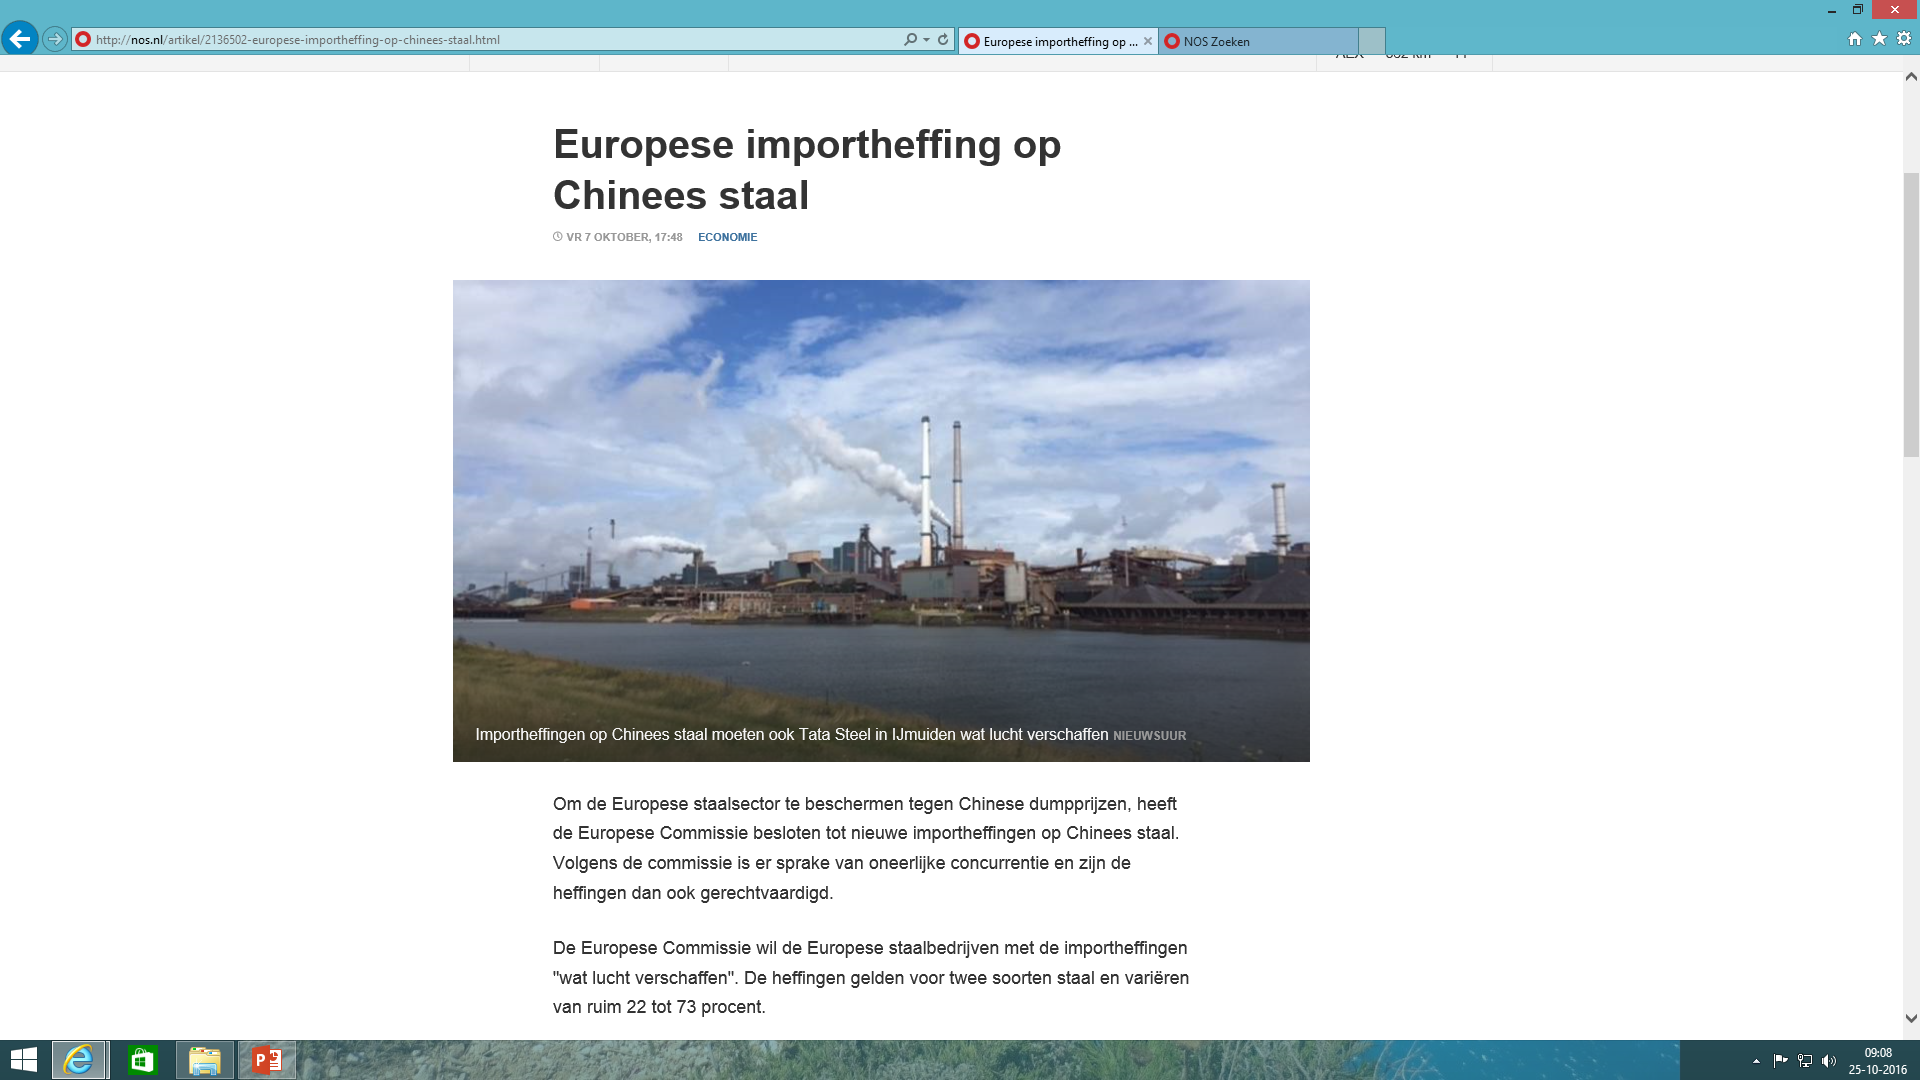 http://nos.nl/artikel/2136502-europese-importheffing-op-chinees-staal.html
Europese importheffing op ...
NOS Zoeken
Europese importheffing op
Chinees staal
VR 7 OKTOBER, 17:48 ECONOMIE
Importheffingen op Chinees staal moeten ook Tata Steel in IJmuiden wat lucht verschaffen NIEUWSUUR
Om de Europese staalsector te beschermen tegen Chinese dumpprijzen, heeft
de Europese Commissie besloten tot nieuwe importheffingen op Chinees staal.
Volgens de commissie is er sprake van oneerlijke concurrentie en zijn de
heffingen dan ook gerechtvaardigd.
De Europese Commissie wil de Europese staalbedrijven met de importheffingen
"wat lucht verschaffen". De heffingen gelden voor twee soorten staal en variëren
van ruim 22 tot 73 procent.
09:08
25-10-2016